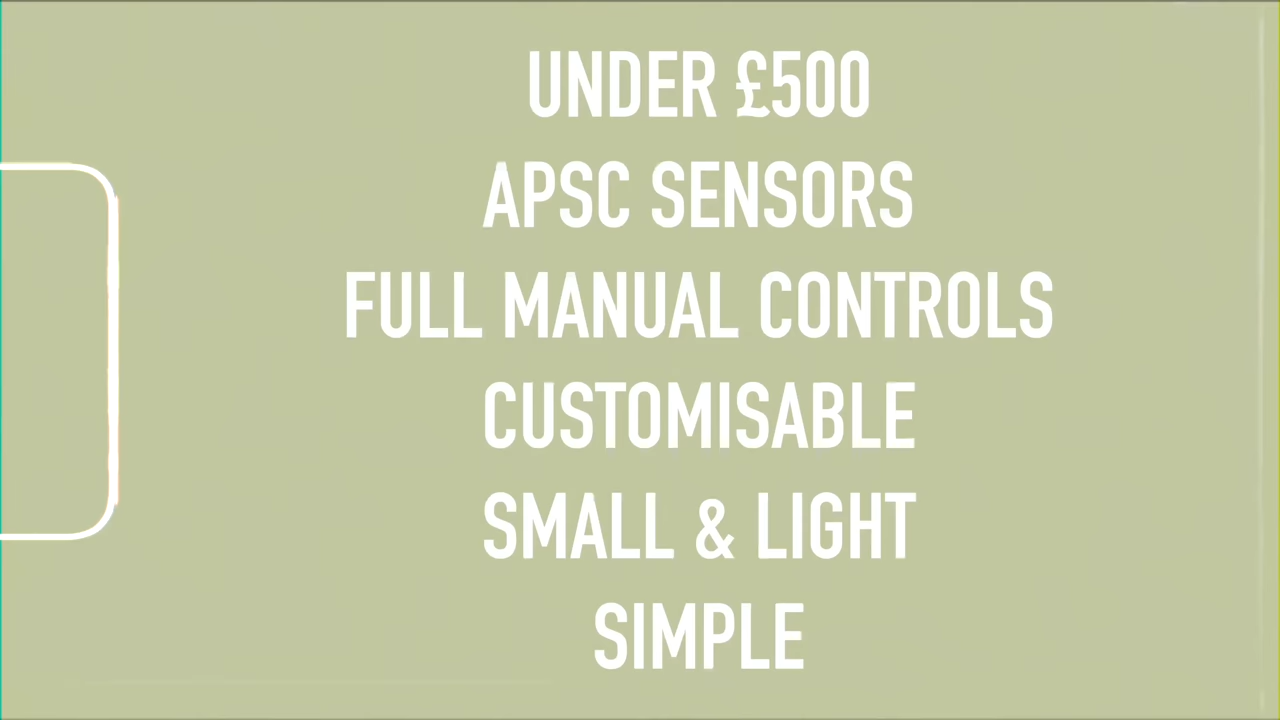 UNDER £500
APSC SENSORS
FULL MANUAL CONTROLS
CUSTOMISABLE
SMALL & LIGHT
SIMPLE